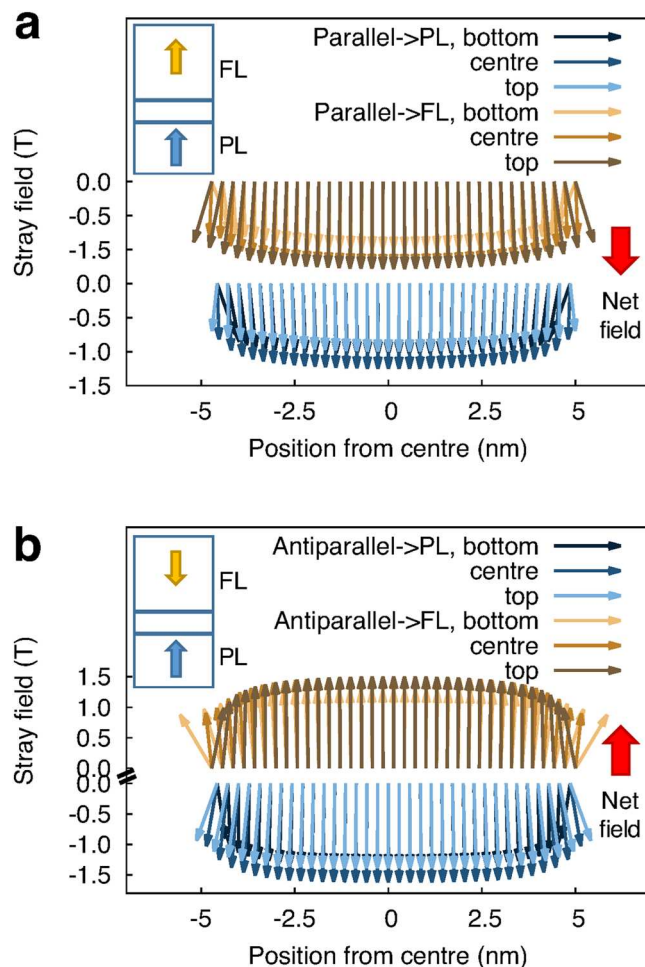 a
FL
PL
Parallel->PL, bottom
centre
top
Parallel->FL, bottom
centre
top
Stray field (T)
0.0
-0.5
-1.5
0.0
-0.5
-1.0
-1.5
Net
field
-5
-2.5
0
2.5
5
Position from centre (nm)
b
FL
PL
Antiparallel->PL, bottom
centre
top
Antiparallel->FL, bottom
centre
top
Stray field (T)
1.5
1.0
0.5
0.0
0.0
-0.5
-1.0
-1.5
Net
field
-5
-2.5
0
2.5
5
Position from centre (nm)